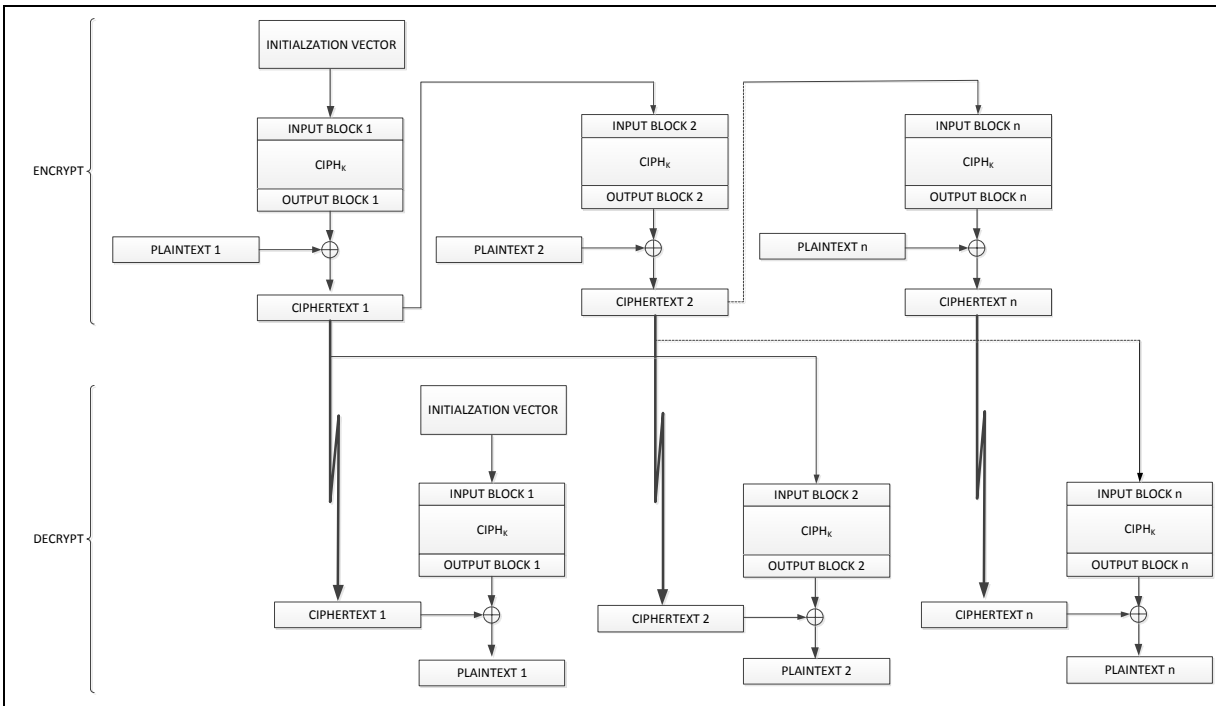 INITIALZATION VECTOR
INPUT BLOCK 1
CIPHK
OUTPUT BLOCK 1
INPUT BLOCK 2
CIPHK
OUTPUT BLOCK 2
INPUT BLOCK n
CIPHK
OUTPUT BLOCK n
ENCRYPT
PLAINTEXT 1
PLAINTEXT 2
PLAINTEXT n
CIPHERTEXT 1
CIPHERTEXT 2
CIPHERTEXT n
INITIALZATION VECTOR
INPUT BLOCK 1
CIPHK
OUTPUT BLOCK 1
INPUT BLOCK 2
CIPHK
OUTPUT BLOCK 2
INPUT BLOCK n
CIPHK
OUTPUT BLOCK n
DECRYPT
CIPHERTEXT 1
CIPHERTEXT 2
CIPHERTEXT n
PLAINTEXT 1
PLAINTEXT 2
PLAINTEXT n